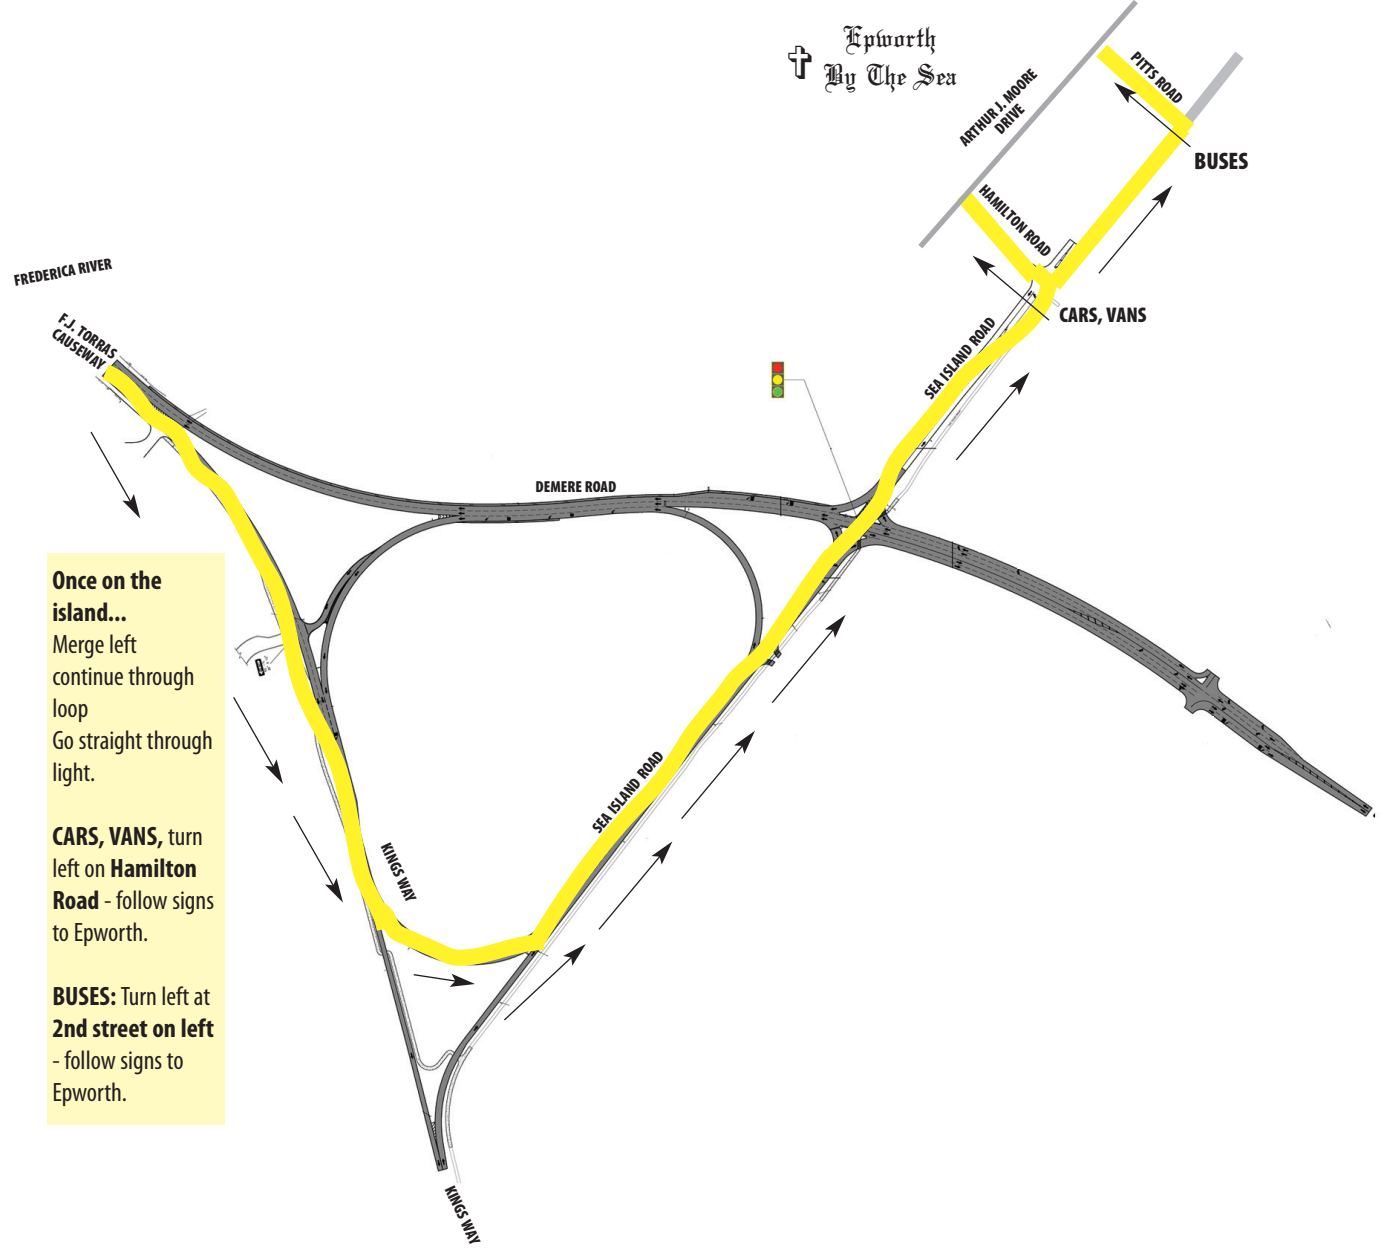 Epworth
By The Sea
ARTHUR J. MOORE
DRIVE
PITTS ROAD
BUSES
HAMILTON ROAD
CARS, VANS
FREDERICA RIVER
F.J. TORRAS
CAUSEWAY
SEA ISLAND ROAD
DEMERE ROAD
Once on the
island...
Merge left
continue through
loop
Go straight through
light.
CARS, VANS, turn
left on Hamilton
Road - follow signs
to Epworth.
BUSES: Turn left at
2nd street on left
- follow signs to
Epworth.
SEA ISLAND ROAD
KINGS WAY
KINGS WAY